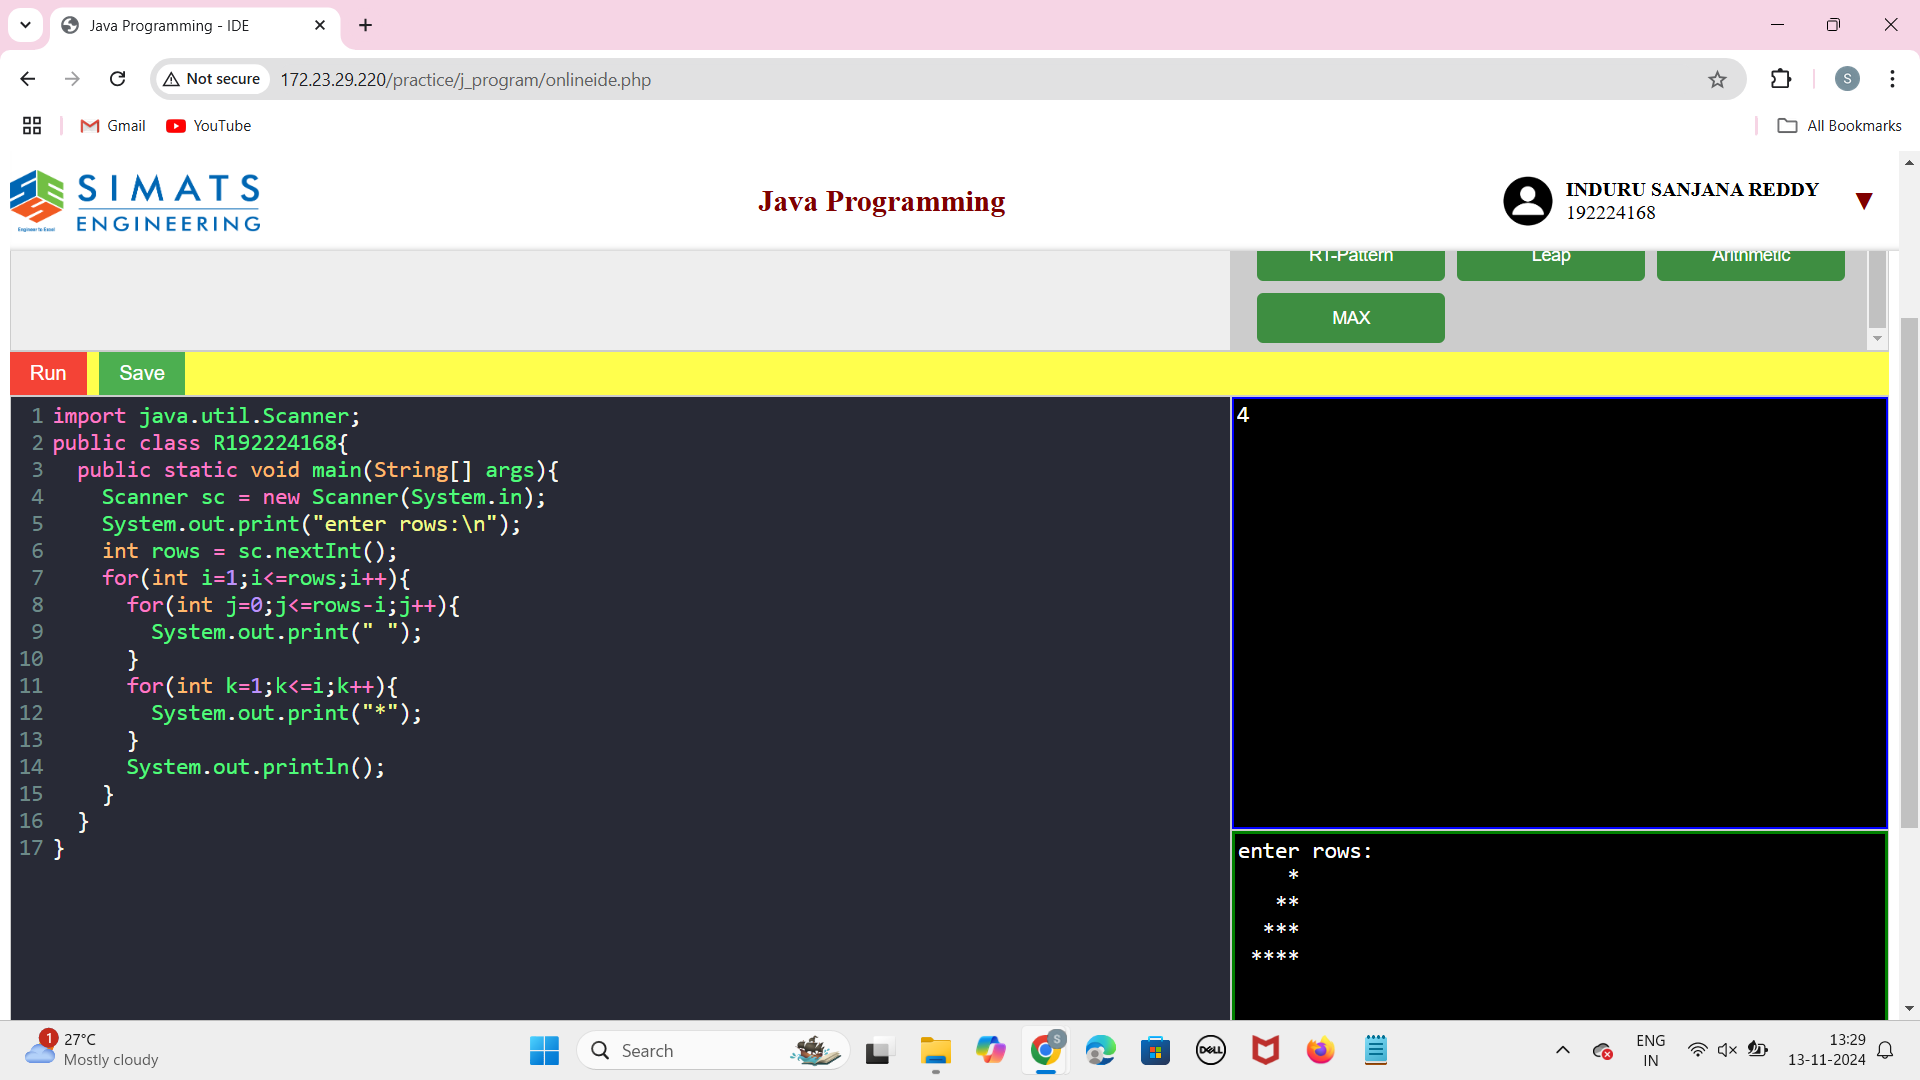 Java Programming - IDE
Not secure
172.23.29.220/practice/j_program/onlineide.php
S
Gmail
YouTube
All Bookmarks
SIMATS
ENGINEERING
Engineer to Excel
Java Programming
INDURU SANJANA REDDY
192224168
RT-Pattern
Leap
Arithmetic
MAX
Run
Save
1 import java.util.Scanner;
2 public class R192224168{
3   public static void main(String[] args){
4     Scanner sc = new Scanner(System.in);
5     System.out.print("enter rows:\n");
6     int rows = sc.nextInt();
7     for(int i=1;i<=rows;i++){
8       for(int j=0;j<=rows-i;j++){
9         System.out.print(" ");
10       }
11       for(int k=1;k<=i;k++){
12         System.out.print("*");
13       }
14       System.out.println();
15     }
16   }
17 }
4
enter rows:
    *
   **
  ***
 ****
1
27°C
Mostly cloudy
Search
S
DELL
ENG
IN
13:29
13-11-2024